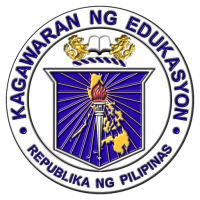 KAGAWARAN NG EDUKASYON
REPUBLIKA NG PILIPINAS